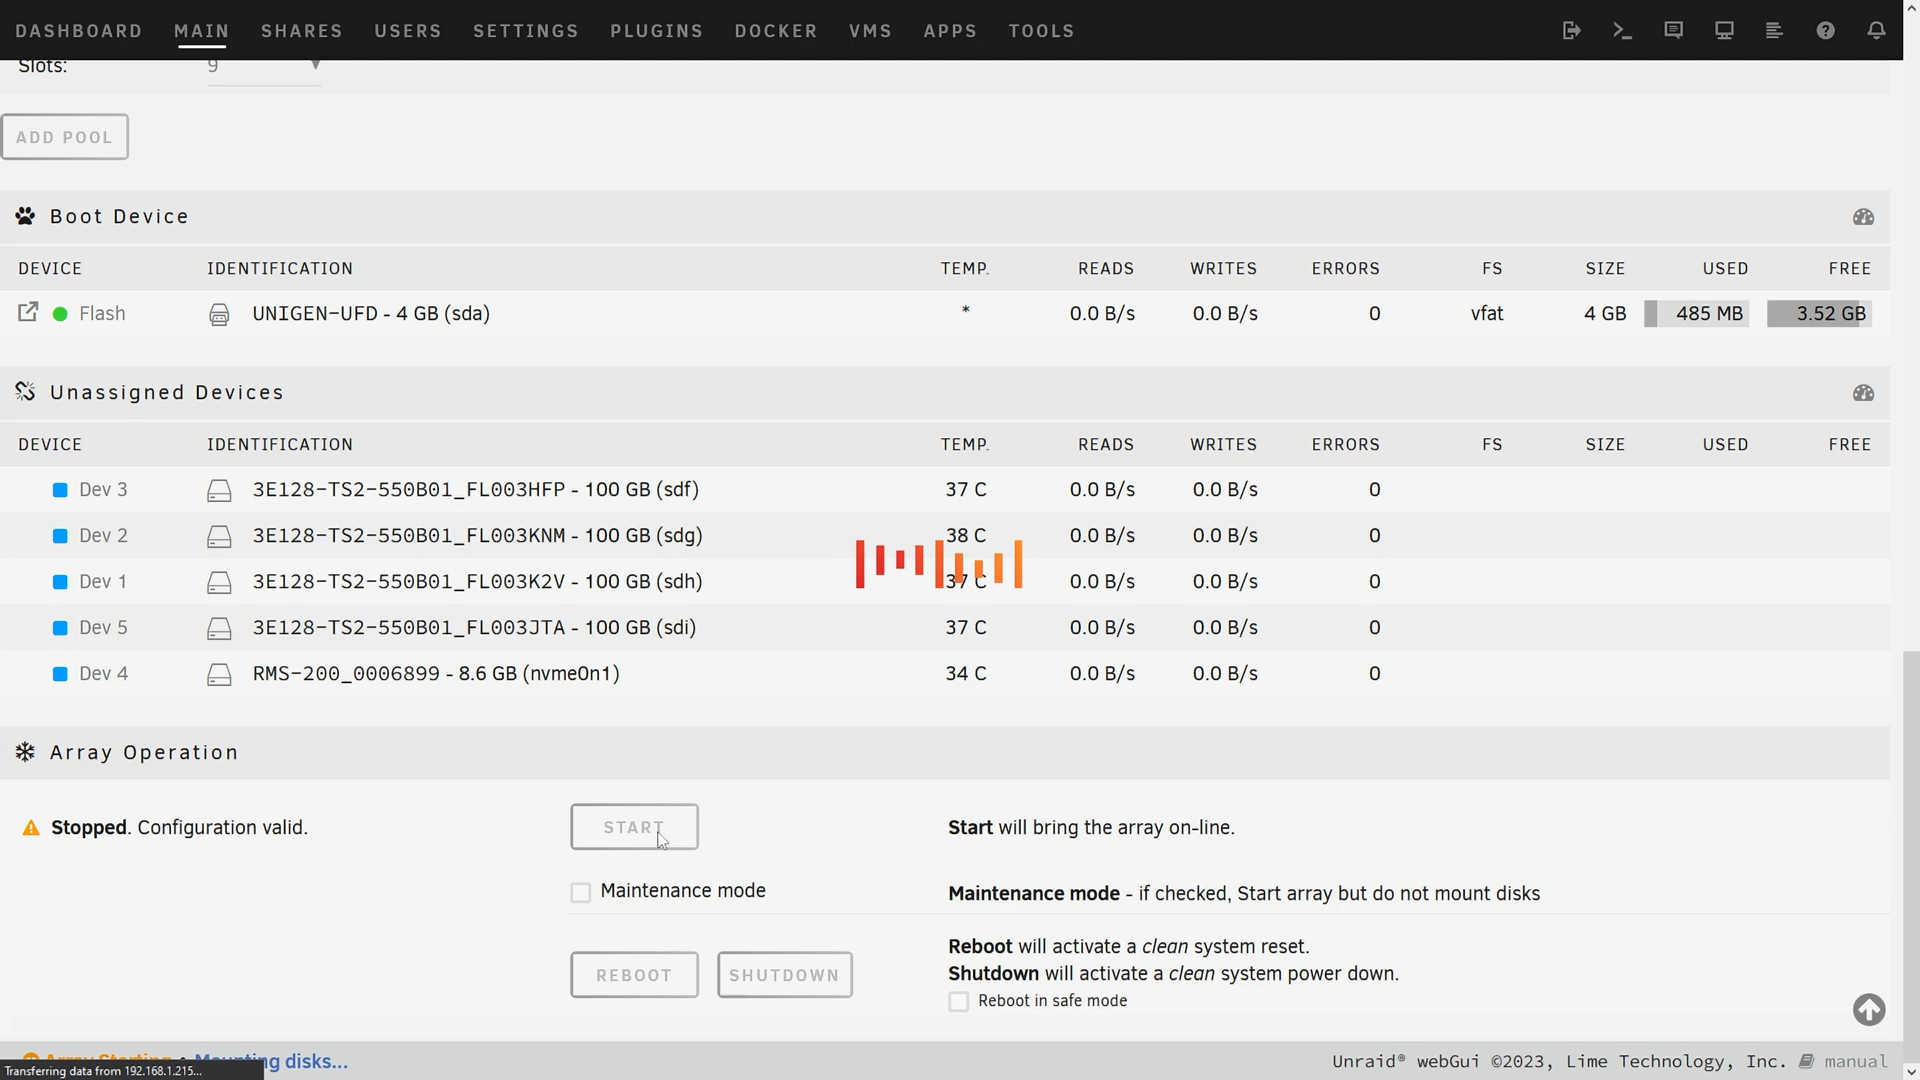 DASHBOARD MAIN SHARES USERS SETTINGS PLUGINS DOCKER VMS APPS TOOLS
Slots: 9
ADD POOL
Boot Device
DEVICE IDENTIFICATION TEMP. READS WRITES ERRORS FS SIZE USED FREE
Flash UNIGEN-UFD - 4 GB (sda) * 0.0 B/s 0.0 B/s 0 vfat 4 GB 485 MB 3.52 GB
Unassigned Devices
DEVICE IDENTIFICATION TEMP. READS WRITES ERRORS FS SIZE USED FREE
Dev 3 3E128-TS2-550B01_FL003HFP - 100 GB (sdf) 37 C 0.0 B/s 0.0 B/s 0
Dev 2 3E128-TS2-550B01_FL003KNM - 100 GB (sdg) 38 C 0.0 B/s 0.0 B/s 0
Dev 1 3E128-TS2-550B01_FL003K2V - 100 GB (sdh) 37 C 0.0 B/s 0.0 B/s 0
Dev 5 3E128-TS2-550B01_FL003JTA - 100 GB (sdi) 37 C 0.0 B/s 0.0 B/s 0
Dev 4 RMS-200_0006899 - 8.6 GB (nvme0n1) 34 C 0.0 B/s 0.0 B/s 0
Array Operation
Stopped. Configuration valid. START Start will bring the array on-line.
Maintenance mode Maintenance mode - if checked, Start array but do not mount disks
REBOOT SHUTDOWN Reboot will activate a clean system reset.
Shutdown will activate a clean system power down.
Reboot in safe mode
Array Starting • Mounting disks... Unraid® webGui ©2023, Lime Technology, Inc. manual
Transferring data from 192.168.1.215...